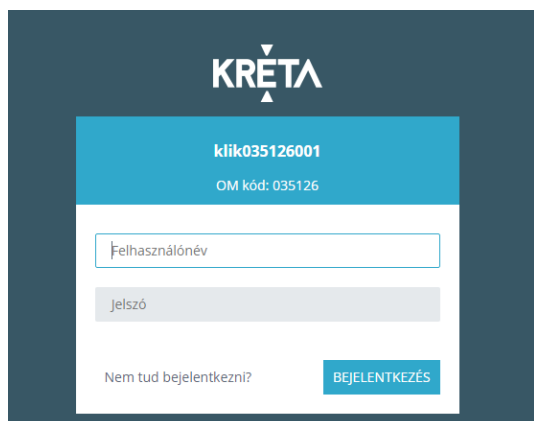 KRÉTA
klik035126001
OM kód: 035126
Felhasználónév
Jelszó
Nem tud bejelentkezni?
BEJELENTKEZÉS